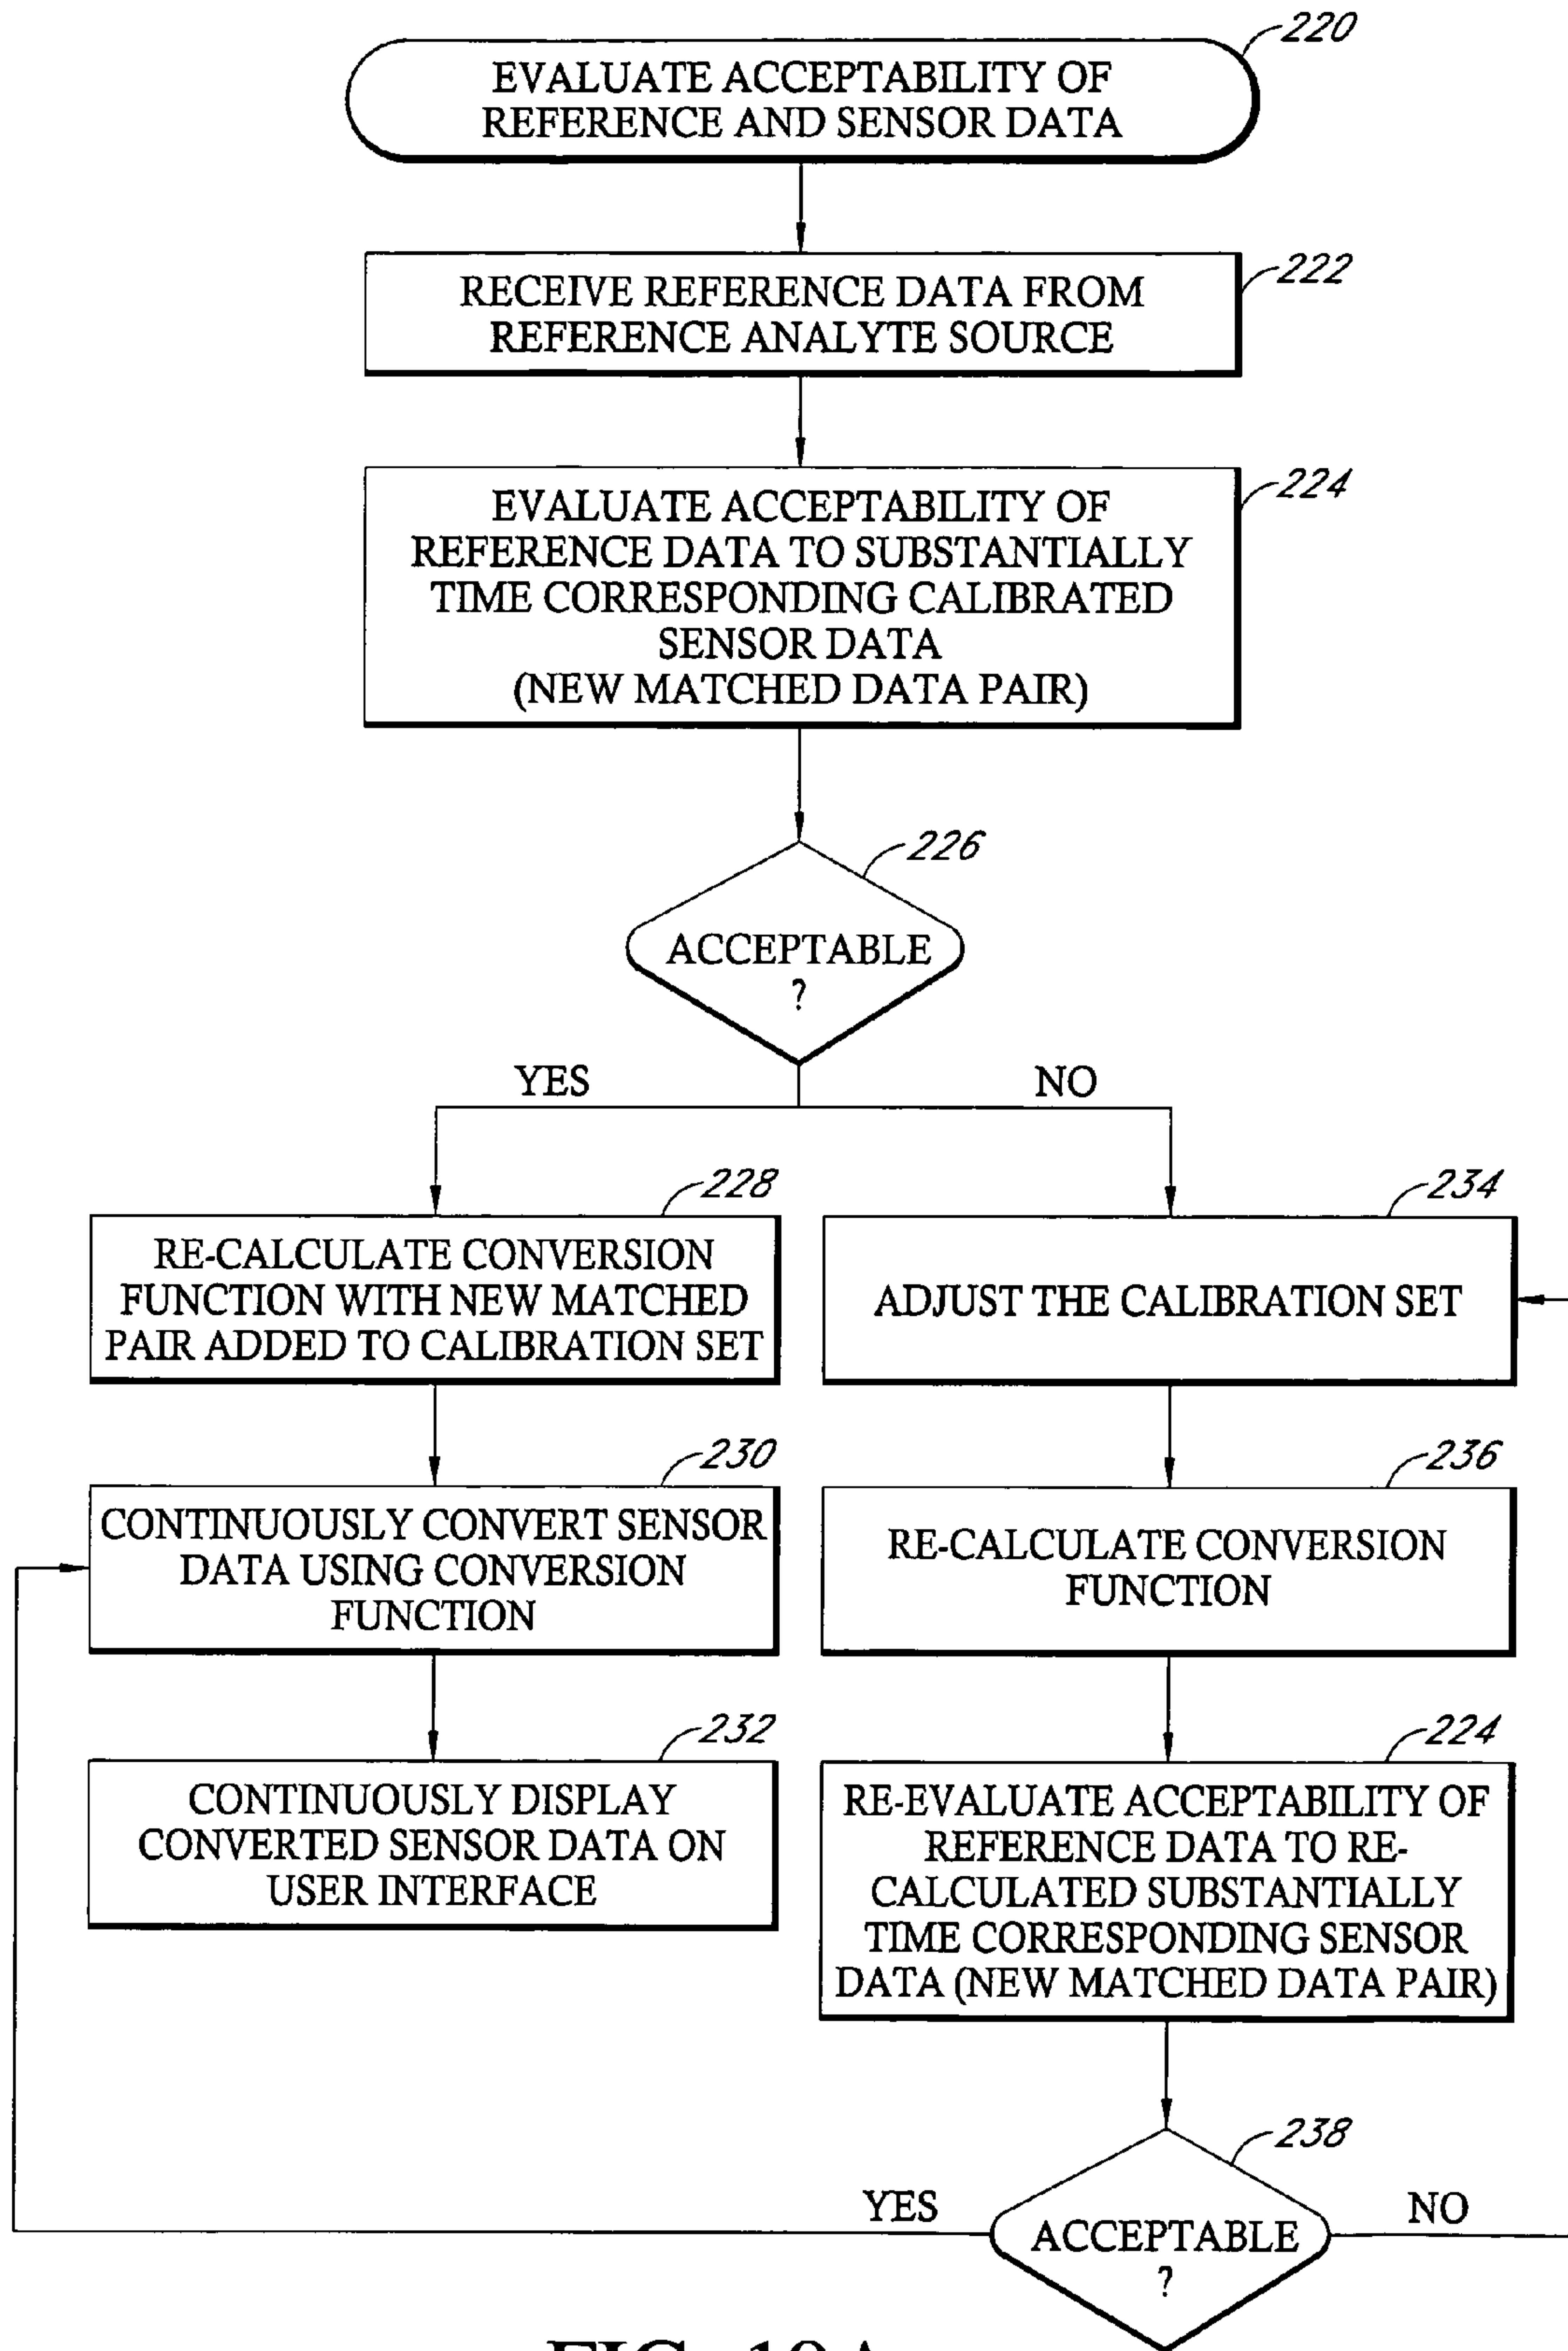 220
EVALUATE ACCEPTABILITY OF
REFERENCE AND SENSOR DATA
222
RECEIVE REFERENCE DATA FROM
REFERENCE ANALYTE SOURCE
224
EVALUATE ACCEPTABILITY OF
REFERENCE DATA TO SUBSTANTIALLY
TIME CORRESPONDING CALIBRATED
SENSOR DATA
(NEW MATCHED DATA PAIR)
226
ACCEPTABLE
?
YES
NO
228
RE-CALCULATE CONVERSION
FUNCTION WITH NEW MATCHED
PAIR ADDED TO CALIBRATION SET
234
ADJUST THE CALIBRATION SET
230
CONTINUOUSLY CONVERT SENSOR
DATA USING CONVERSION
FUNCTION
236
RE-CALCULATE CONVERSION
FUNCTION
232
CONTINUOUSLY DISPLAY
CONVERTED SENSOR DATA ON
USER INTERFACE
224
RE-EVALUATE ACCEPTABILITY OF
REFERENCE DATA TO RE-
CALCULATED SUBSTANTIALLY
TIME CORRESPONDING SENSOR
DATA (NEW MATCHED DATA PAIR)
238
YES
ACCEPTABLE
?
NO